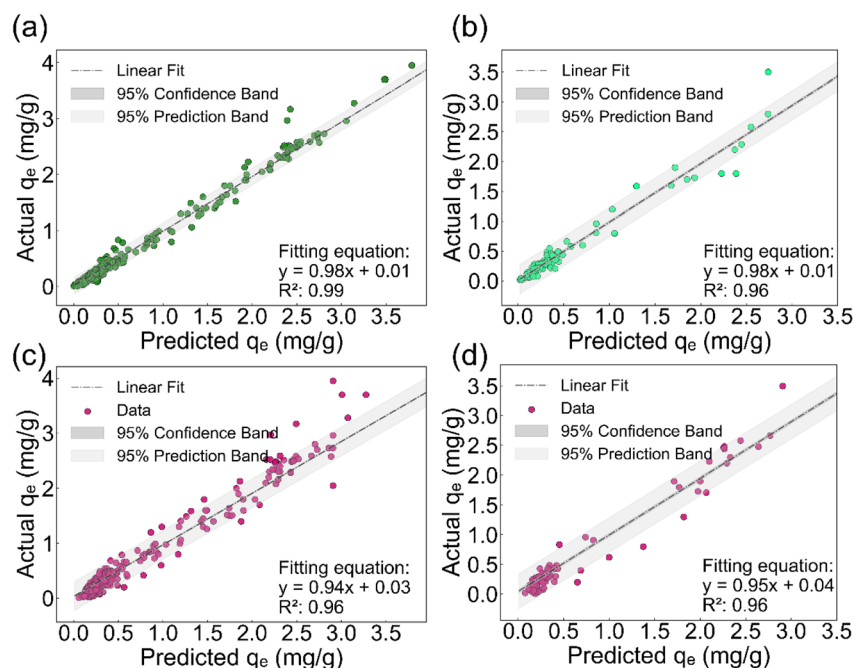 (a)
4
3
2
1
0
Actual qₑ (mg/g)
Linear Fit
95% Confidence Band
95% Prediction Band
Fitting equation:
y = 0.98x + 0.01
R²: 0.99
0.0 0.5 1.0 1.5 2.0 2.5 3.0 3.5
Predicted qₑ (mg/g)
(b)
3.5
3.0
2.5
2.0
1.5
1.0
0.5
0.0
Actual qₑ (mg/g)
Linear Fit
95% Confidence Band
95% Prediction Band
Fitting equation:
y = 0.98x + 0.01
R²: 0.96
0.0 0.5 1.0 1.5 2.0 2.5 3.0 3.5
Predicted qₑ (mg/g)
(c)
4
3
2
1
0
Actual qₑ (mg/g)
Linear Fit
Data
95% Confidence Band
95% Prediction Band
Fitting equation:
y = 0.94x + 0.03
R²: 0.96
0.0 0.5 1.0 1.5 2.0 2.5 3.0 3.5
Predicted qₑ (mg/g)
(d)
3.5
3.0
2.5
2.0
1.5
1.0
0.5
0.0
Actual qₑ (mg/g)
Linear Fit
Data
95% Confidence Band
95% Prediction Band
Fitting equation:
y = 0.95x + 0.04
R²: 0.96
0.0 0.5 1.0 1.5 2.0 2.5 3.0 3.5
Predicted qₑ (mg/g)